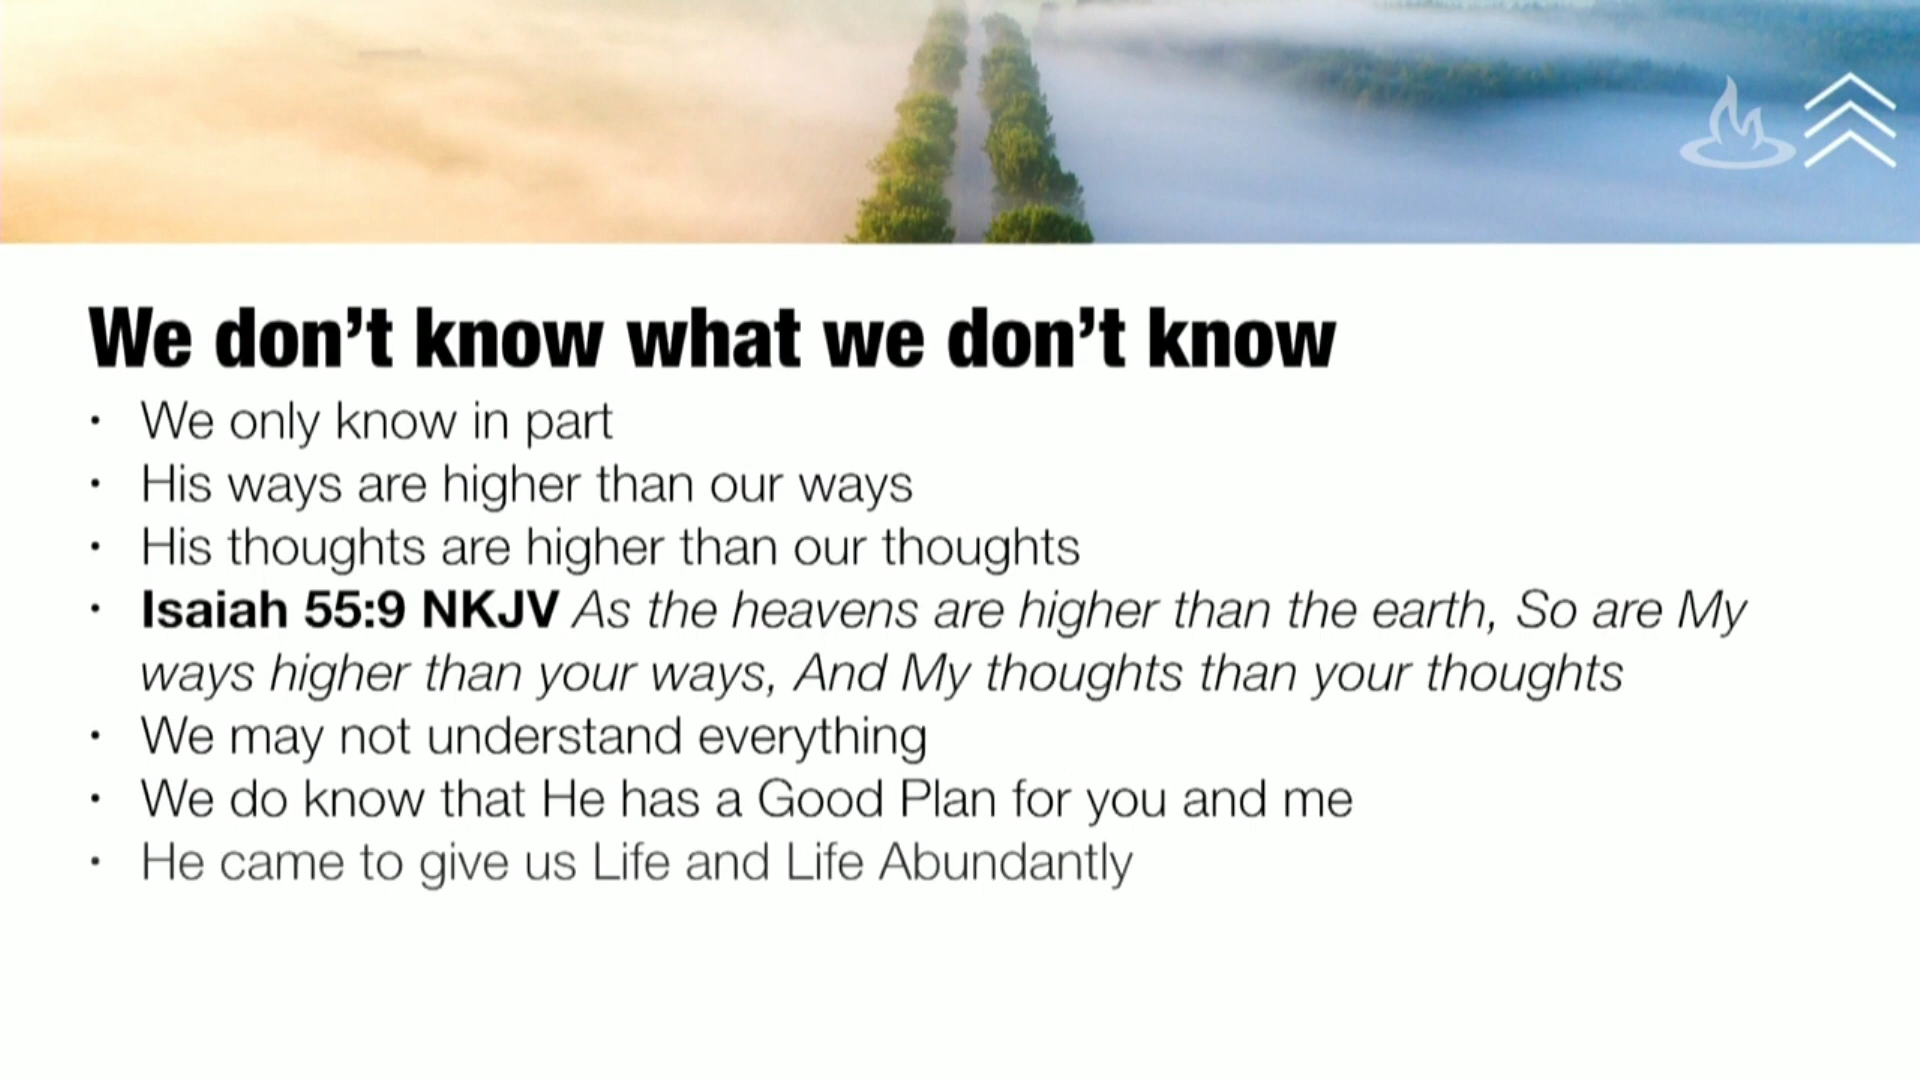 We don’t know what we don’t know
• We only know in part
• His ways are higher than our ways
• His thoughts are higher than our thoughts
• Isaiah 55:9 NKJV As the heavens are higher than the earth, So are My
ways higher than your ways, And My thoughts than your thoughts
• We may not understand everything
• We do know that He has a Good Plan for you and me
• He came to give us Life and Life Abundantly